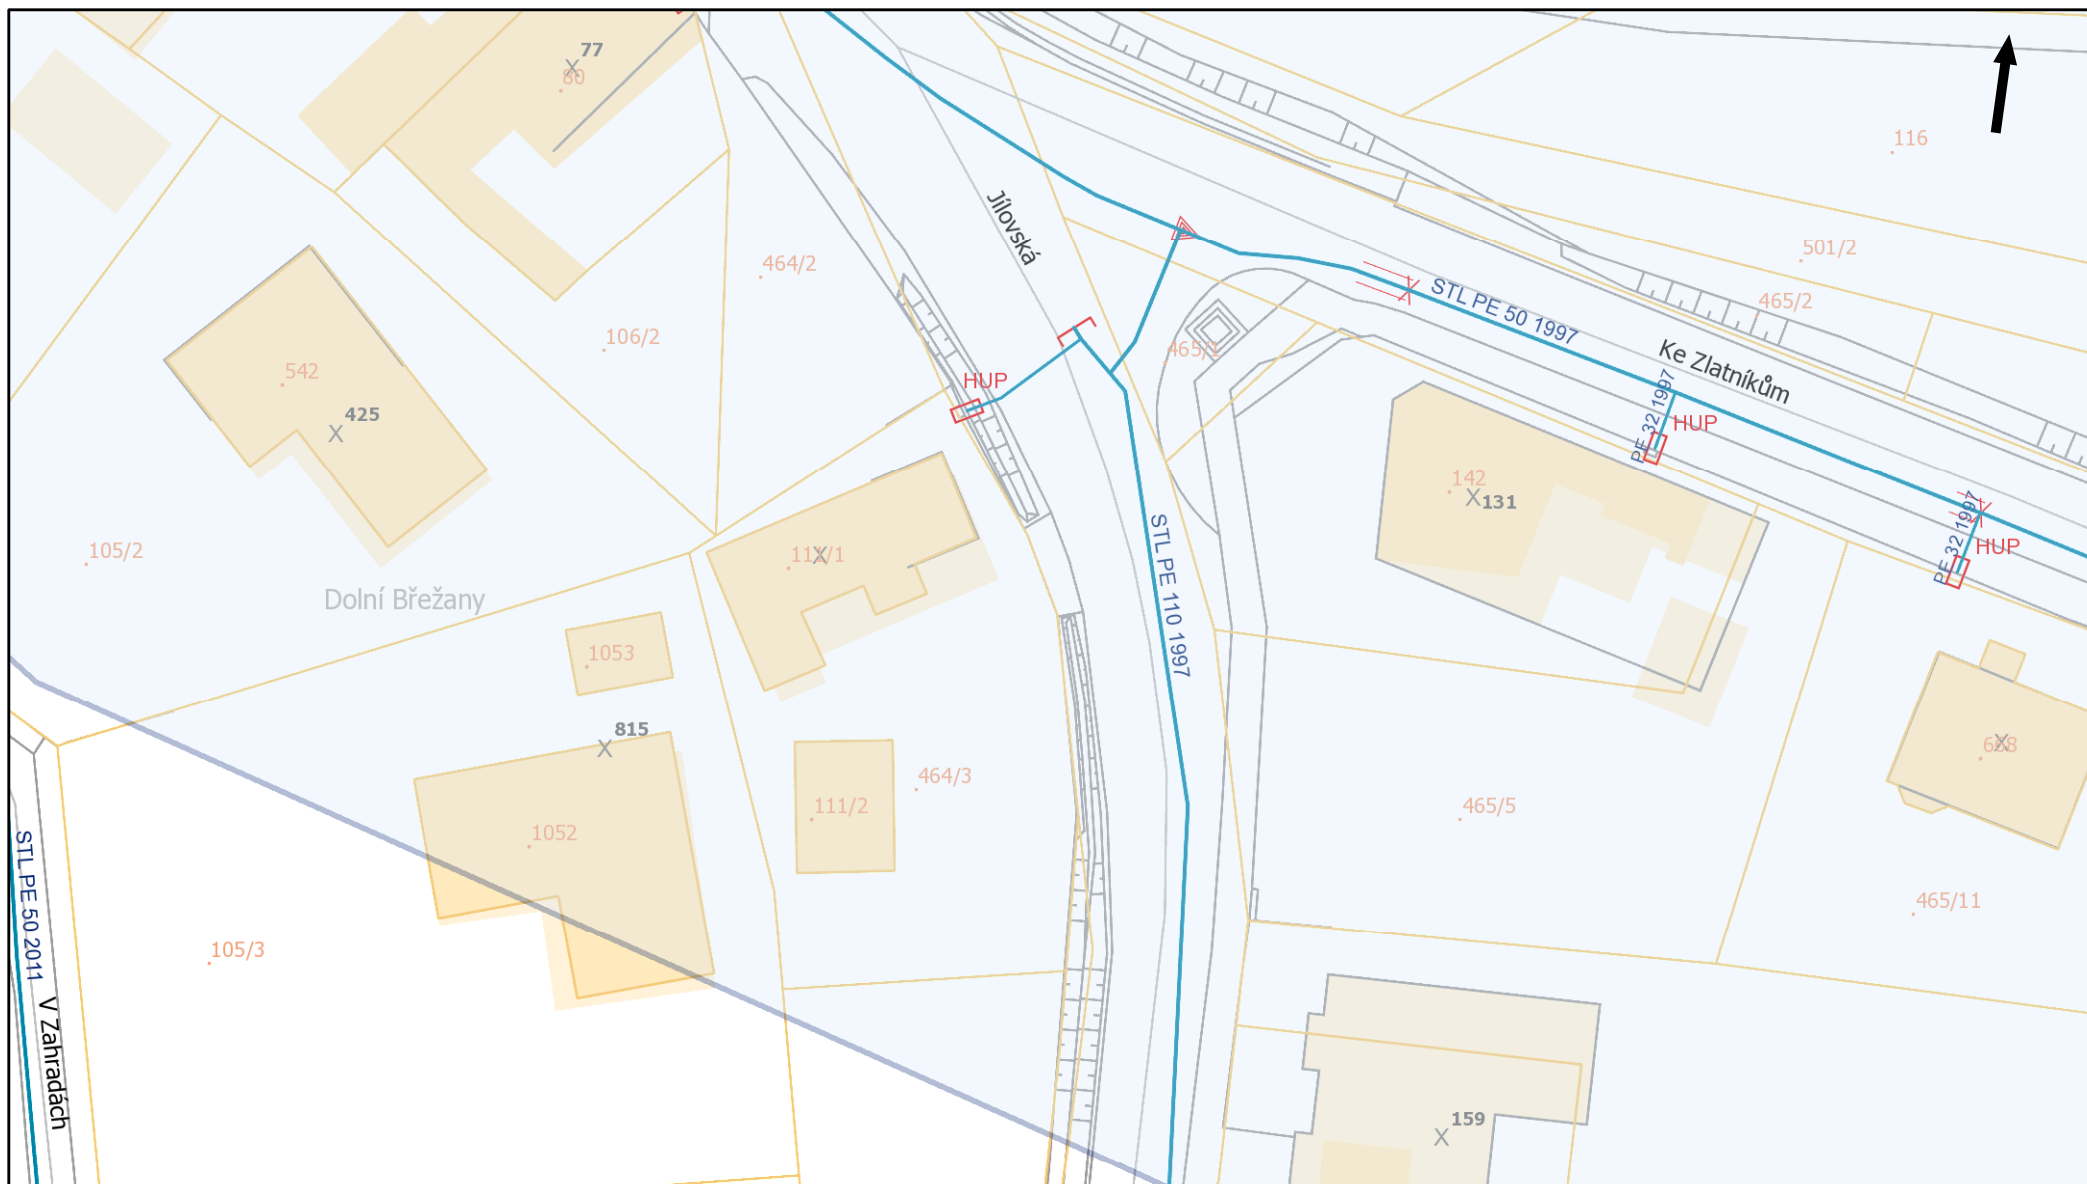 77
80
116
Jílovská
464/2
501/2
465/2
STL PE 50 1997
106/2
465/1
Ke Zlatníkům
542
HUP
425
PE 32 1997
HUP
142
131
105/2
111/1
PE 32 1997
HUP
Dolní Břežany
STL PE 110 1997
1053
815
668
464/3
111/2
465/5
1052
STL PE 50 2011
465/11
105/3
V Zahradách
159